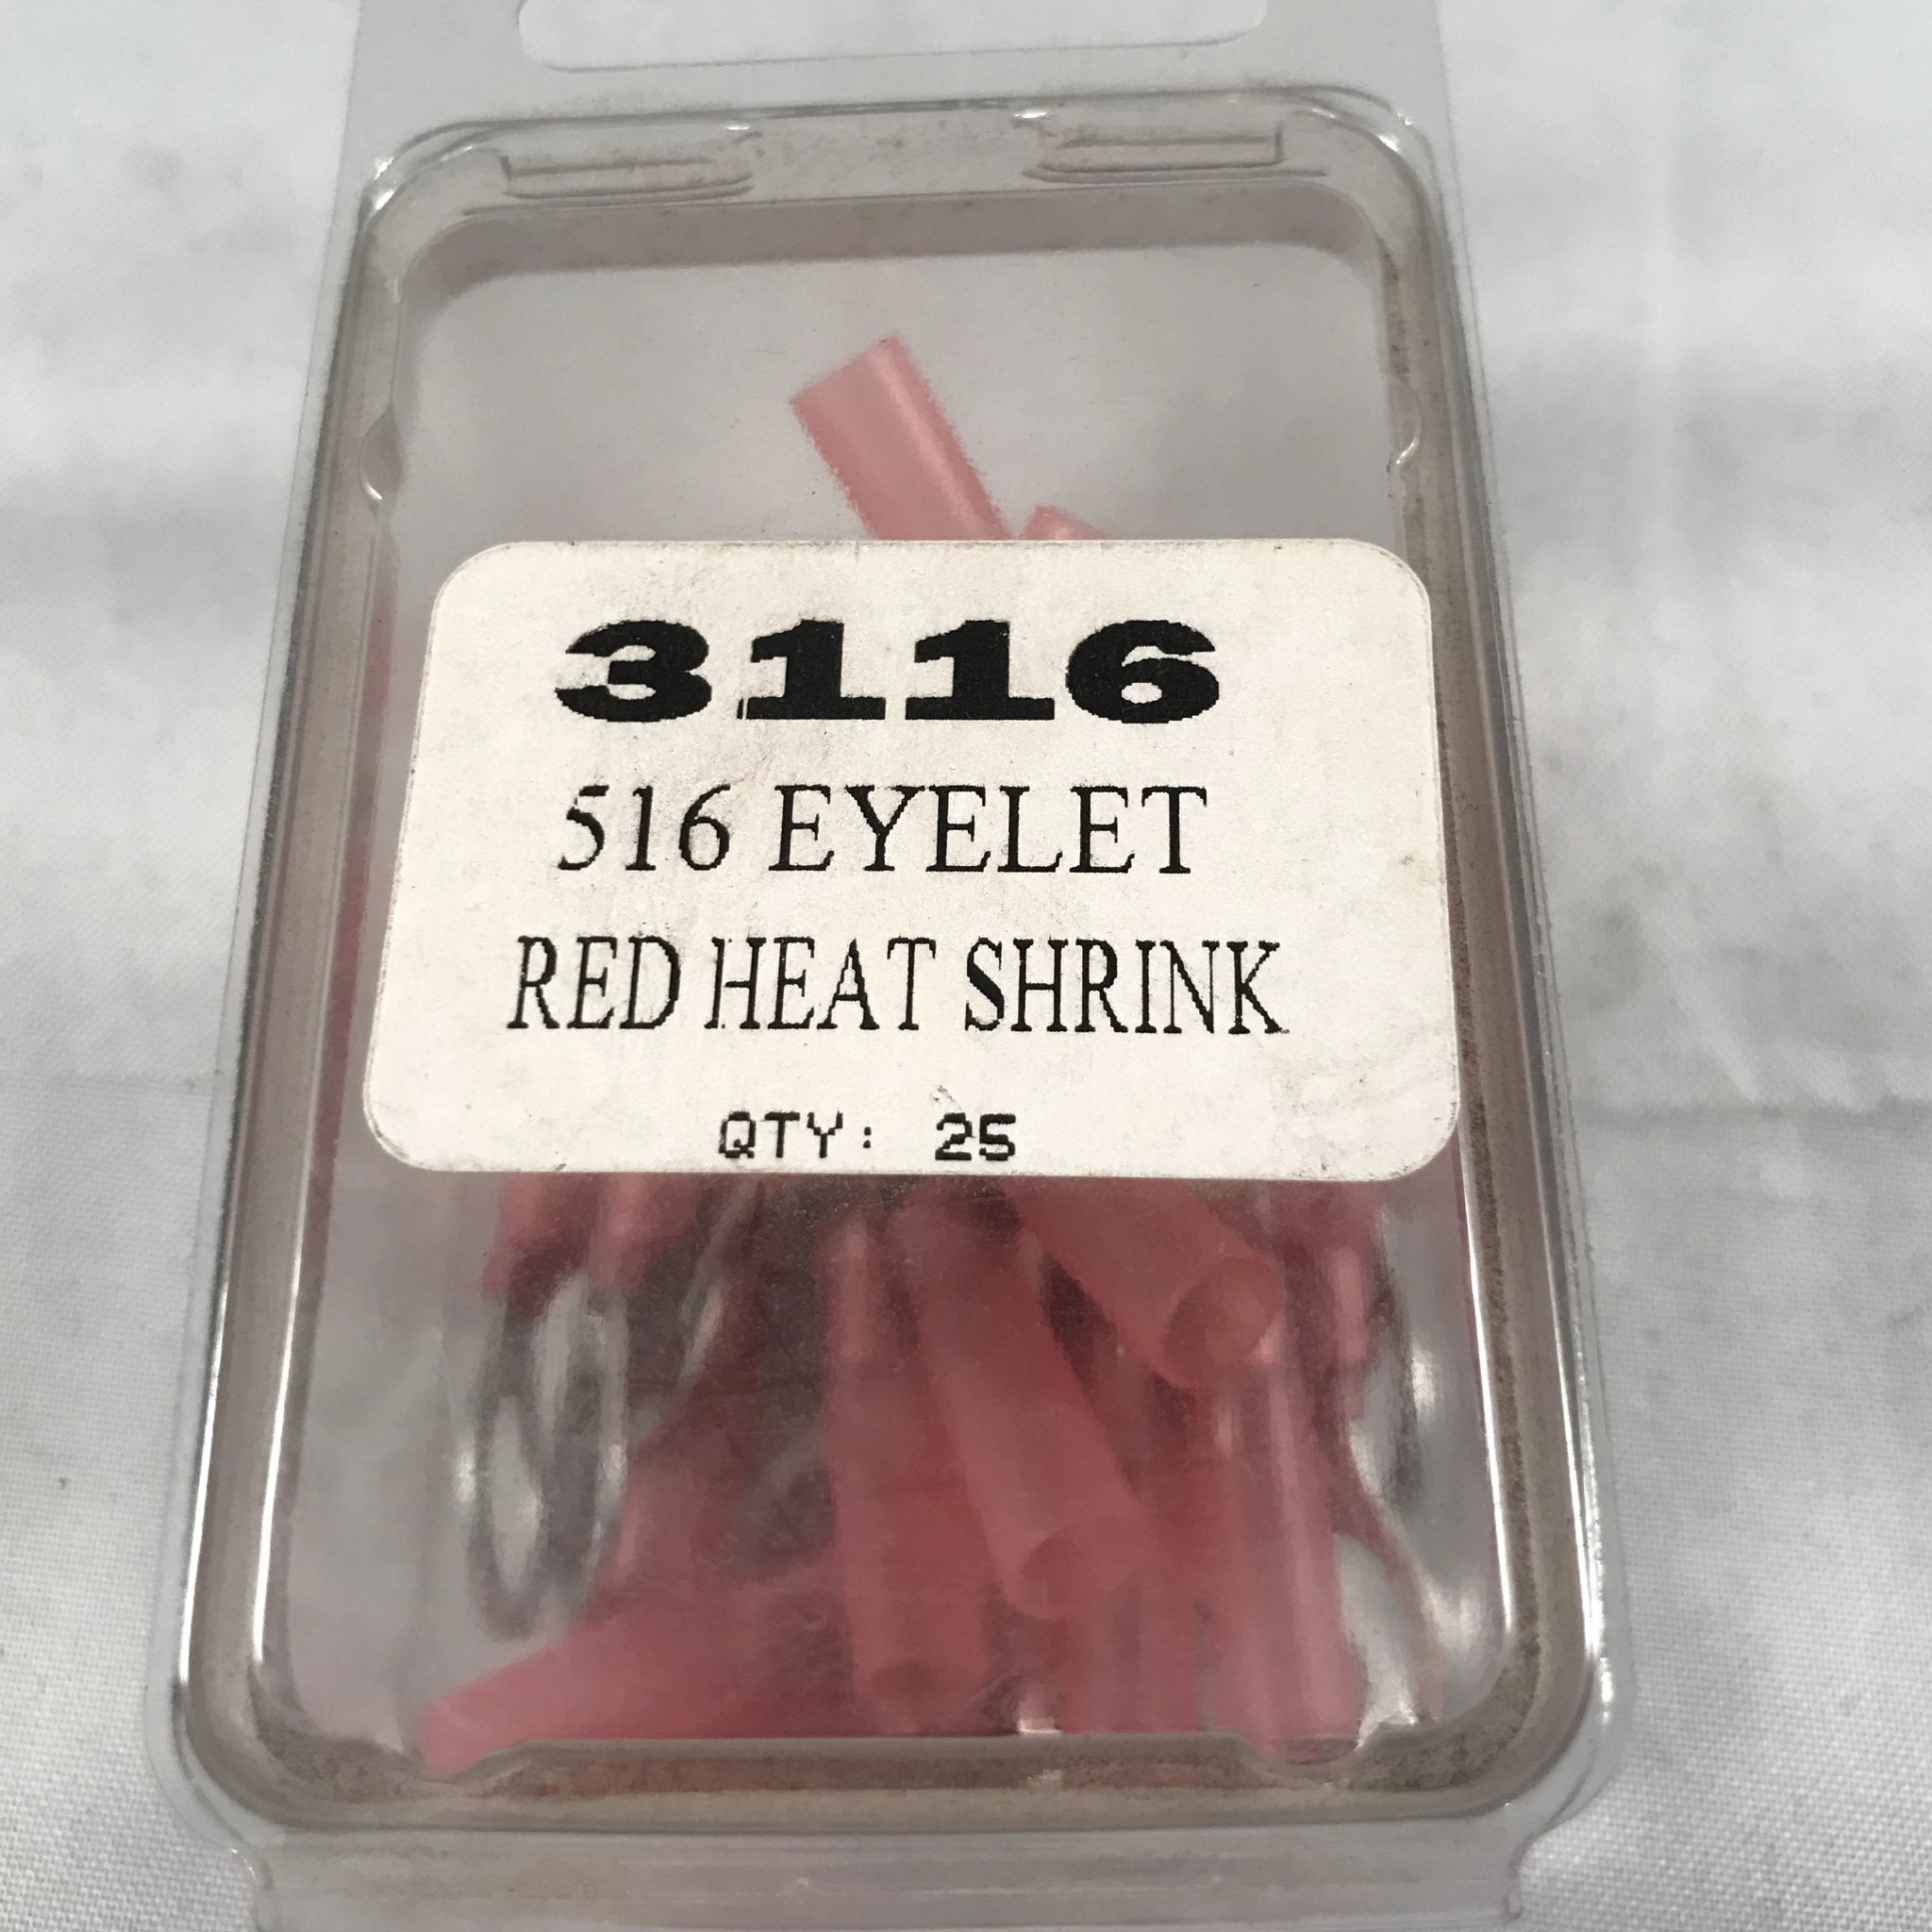 3116
516 EYELET
RED HEAT SHRINK
QTY: 25